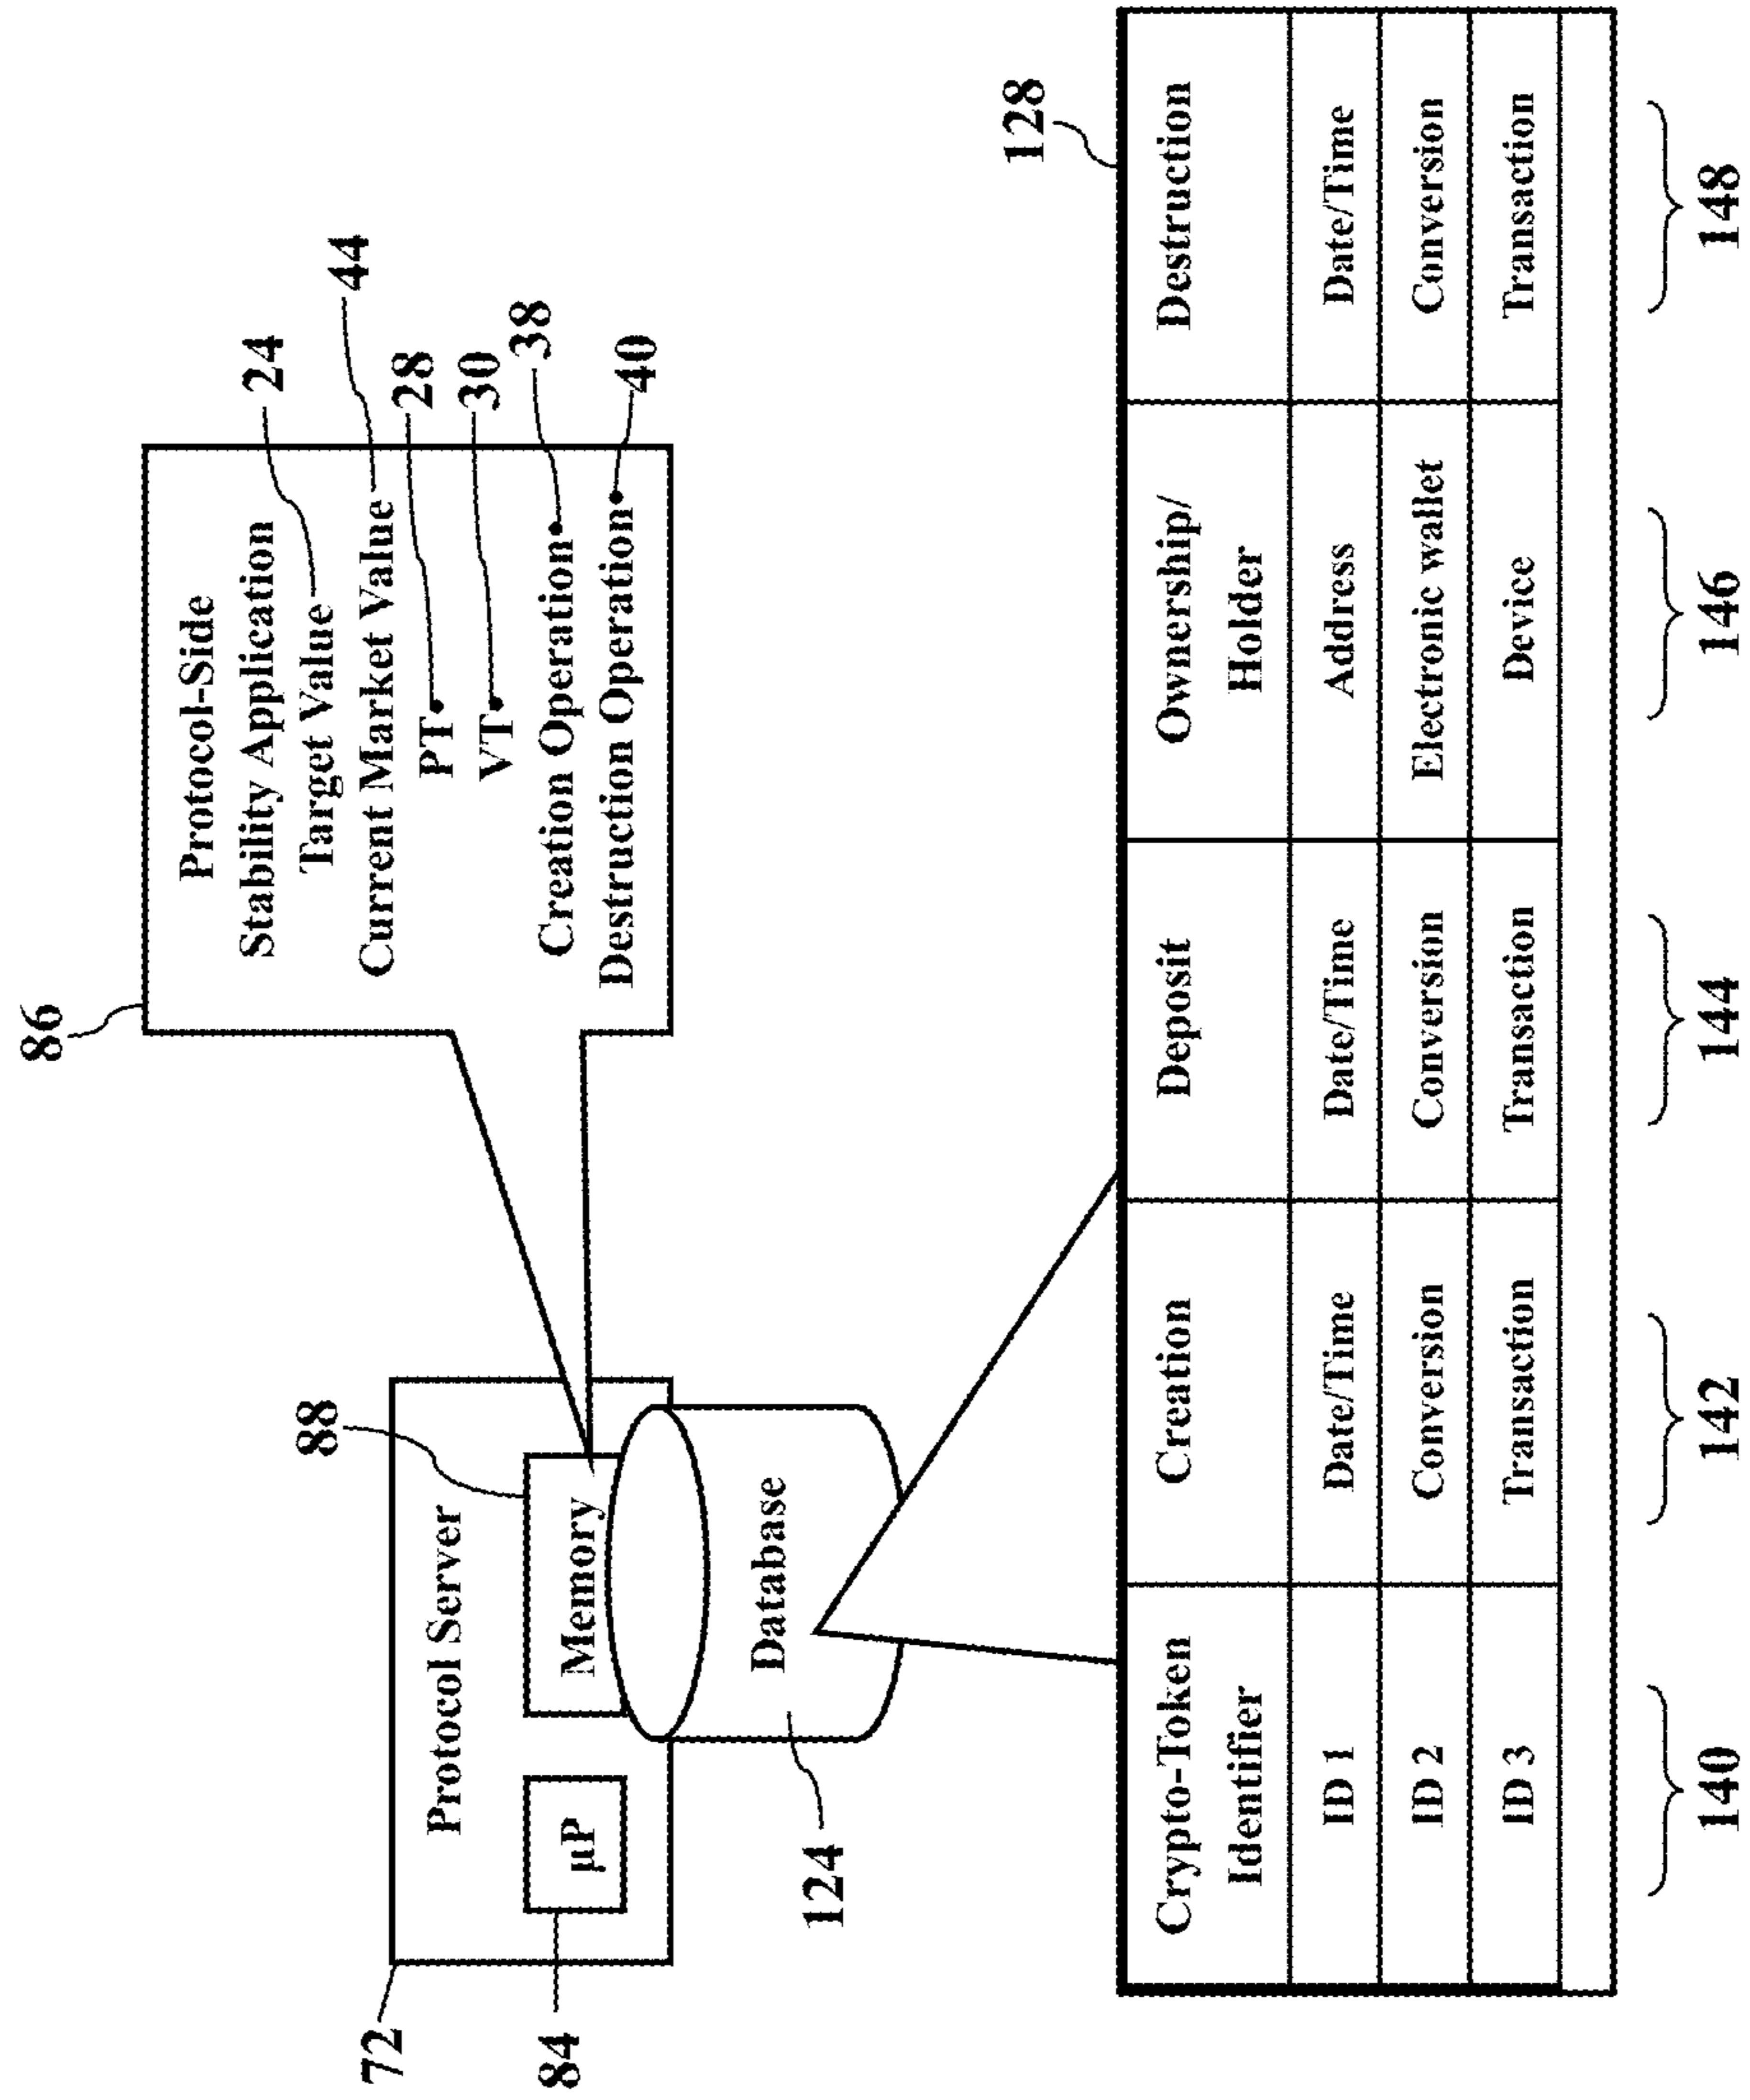 86
Protocol-Side
Stability Application
Target Value
24
Current Market Value
44
PT
28
VT
30
Creation Operation
38
Destruction Operation
40
72
Protocol Server
88
84
µP
Memory
124
Database
128
Crypto-Token Identifier
Creation
Deposit
Ownership/ Holder
Destruction
ID 1
Date/Time
Date/Time
Address
Date/Time
ID 2
Conversion
Conversion
Electronic wallet
Conversion
ID 3
Transaction
Transaction
Device
Transaction
140
142
144
146
148